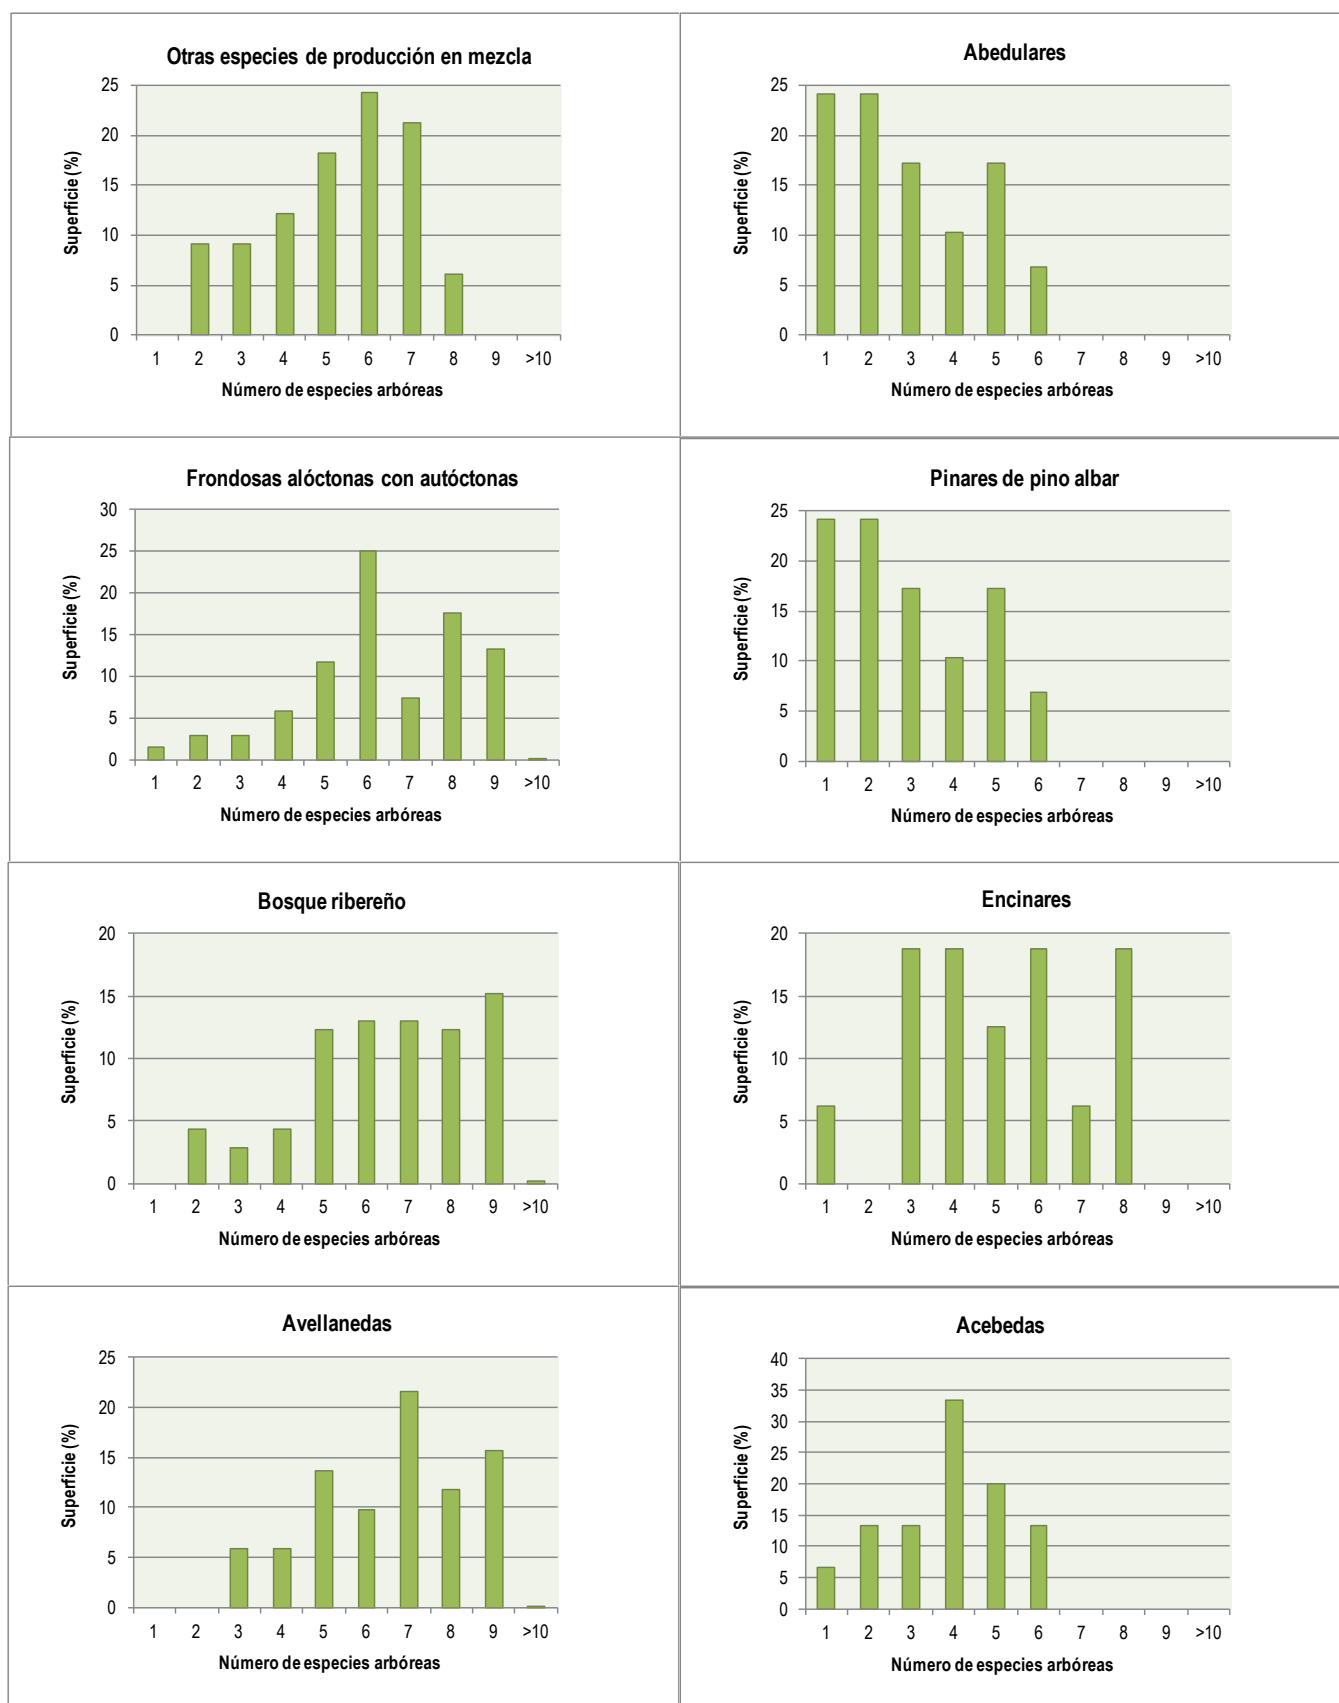 Otras especies de producción en mezcla
25
20
15
10
5
0
Superficie (%)
1 2 3 4 5 6 7 8 9 >10
Número de especies arbóreas
Abedulares
25
20
15
10
5
0
Superficie (%)
1 2 3 4 5 6 7 8 9 >10
Número de especies arbóreas
Frondosas alóctonas con autóctonas
30
25
20
15
10
5
0
Superficie (%)
1 2 3 4 5 6 7 8 9 >10
Número de especies arbóreas
Pinares de pino albar
25
20
15
10
5
0
Superficie (%)
1 2 3 4 5 6 7 8 9 >10
Número de especies arbóreas
Bosque ribereño
20
15
10
5
0
Superficie (%)
1 2 3 4 5 6 7 8 9 >10
Número de especies arbóreas
Encinares
20
15
10
5
0
Superficie (%)
1 2 3 4 5 6 7 8 9 >10
Número de especies arbóreas
Avellanedas
25
20
15
10
5
0
Superficie (%)
1 2 3 4 5 6 7 8 9 >10
Número de especies arbóreas
Acebedas
40
35
30
25
20
15
10
5
0
Superficie (%)
1 2 3 4 5 6 7 8 9 >10
Número de especies arbóreas